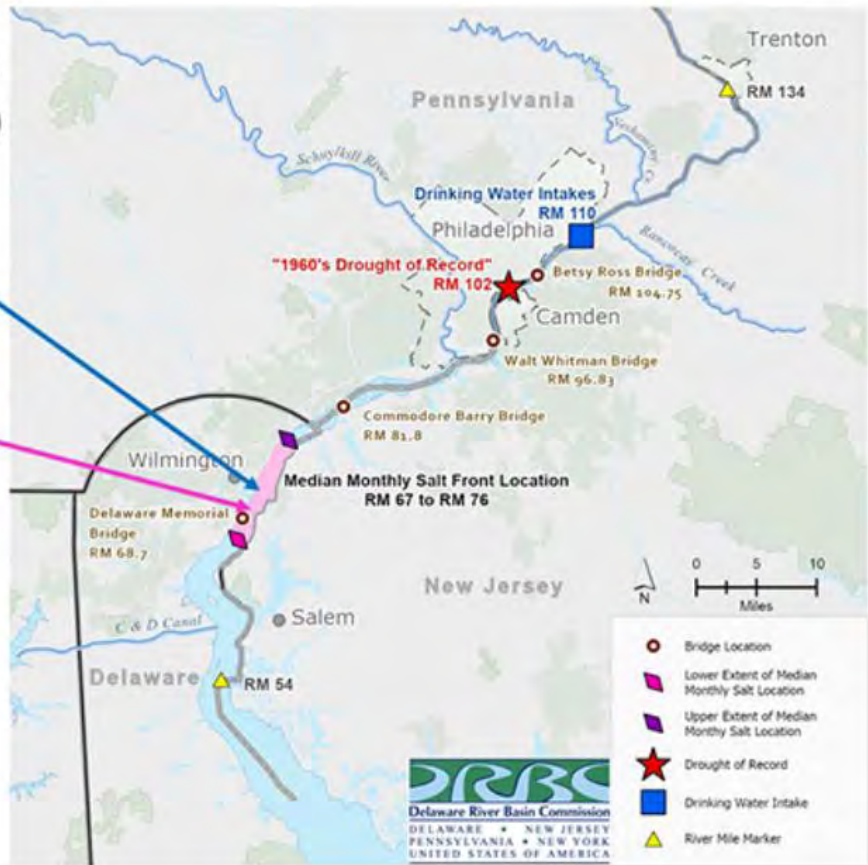 Trenton
RM 134
Pennsylvania
Schuylkill River
Neshaminy Cr.
Drinking Water Intakes
RM 110
Philadelphia
Rancocas Creek
"1960's Drought of Record"
RM 102
Betsy Ross Bridge
RM 104.75
Camden
Walt Whitman Bridge
RM 96.83
Commodore Barry Bridge
RM 81.8
Wilmington
Median Monthly Salt Front Location
RM 67 to RM 76
Delaware Memorial
Bridge
RM 68.7
New Jersey
N
0 5 10
Miles
Salem
C & D Canal
Delaware
RM 54
Bridge Location
Lower Extent of Median
Monthly Salt Location
Upper Extent of Median
Monthy Salt Location
Drought of Record
Drinking Water Intake
River Mile Marker
DRBC
Delaware River Basin Commission
DELAWARE • NEW JERSEY
PENNSYLVANIA • NEW YORK
UNITED STATES OF AMERICA